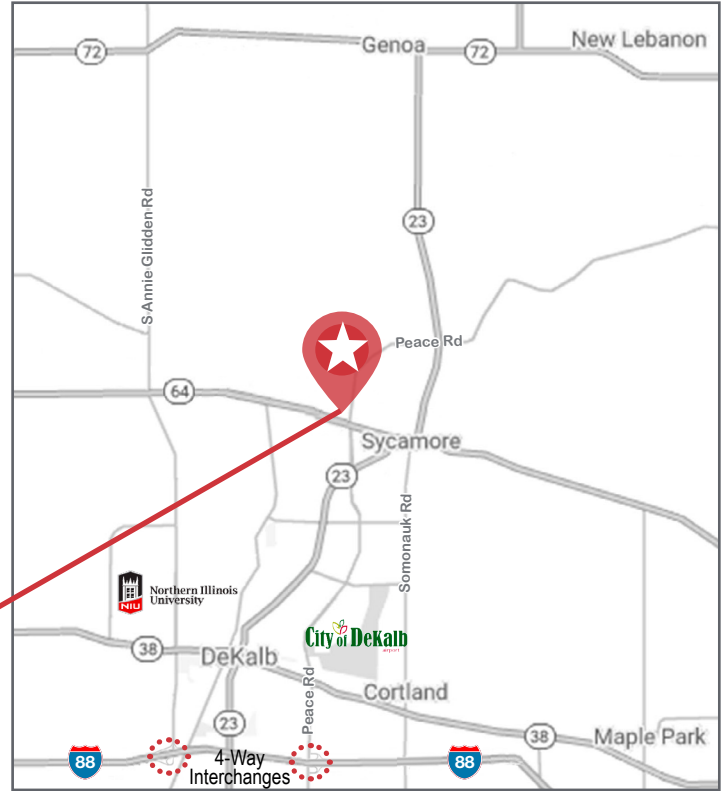 72
Genoa
72
New Lebanon
S Annie Glidden Rd
23
Peace Rd
64
Sycamore
23
Somonauk Rd
NIU
Northern Illinois
University
City of DeKalb
airport
38
DeKalb
Peace Rd
Cortland
23
38
Maple Park
88
4-Way
Interchanges
88